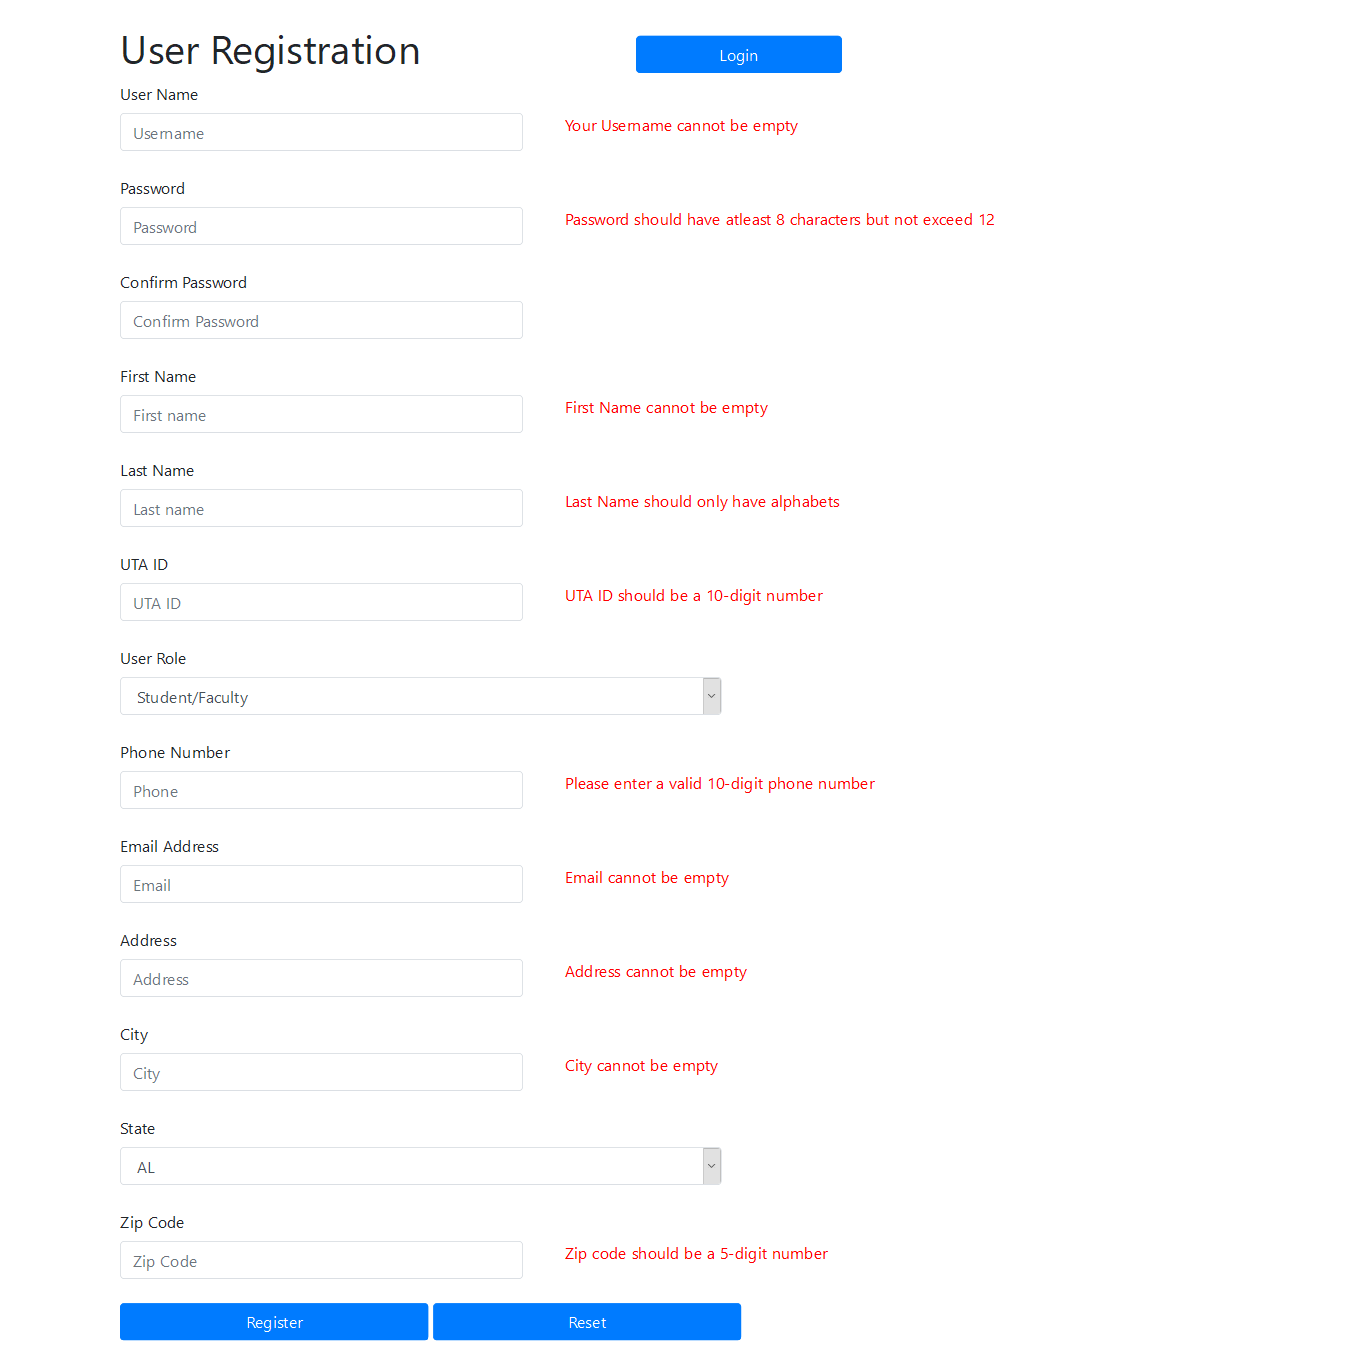 User Registration
Login
User Name
Username
Your Username cannot be empty
Password
Password
Password should have atleast 8 characters but not exceed 12
Confirm Password
Confirm Password
First Name
First name
First Name cannot be empty
Last Name
Last name
Last Name should only have alphabets
UTA ID
UTA ID
UTA ID should be a 10-digit number
User Role
Student/Faculty
Phone Number
Phone
Please enter a valid 10-digit phone number
Email Address
Email
Email cannot be empty
Address
Address
Address cannot be empty
City
City
City cannot be empty
State
AL
Zip Code
Zip Code
Zip code should be a 5-digit number
Register
Reset